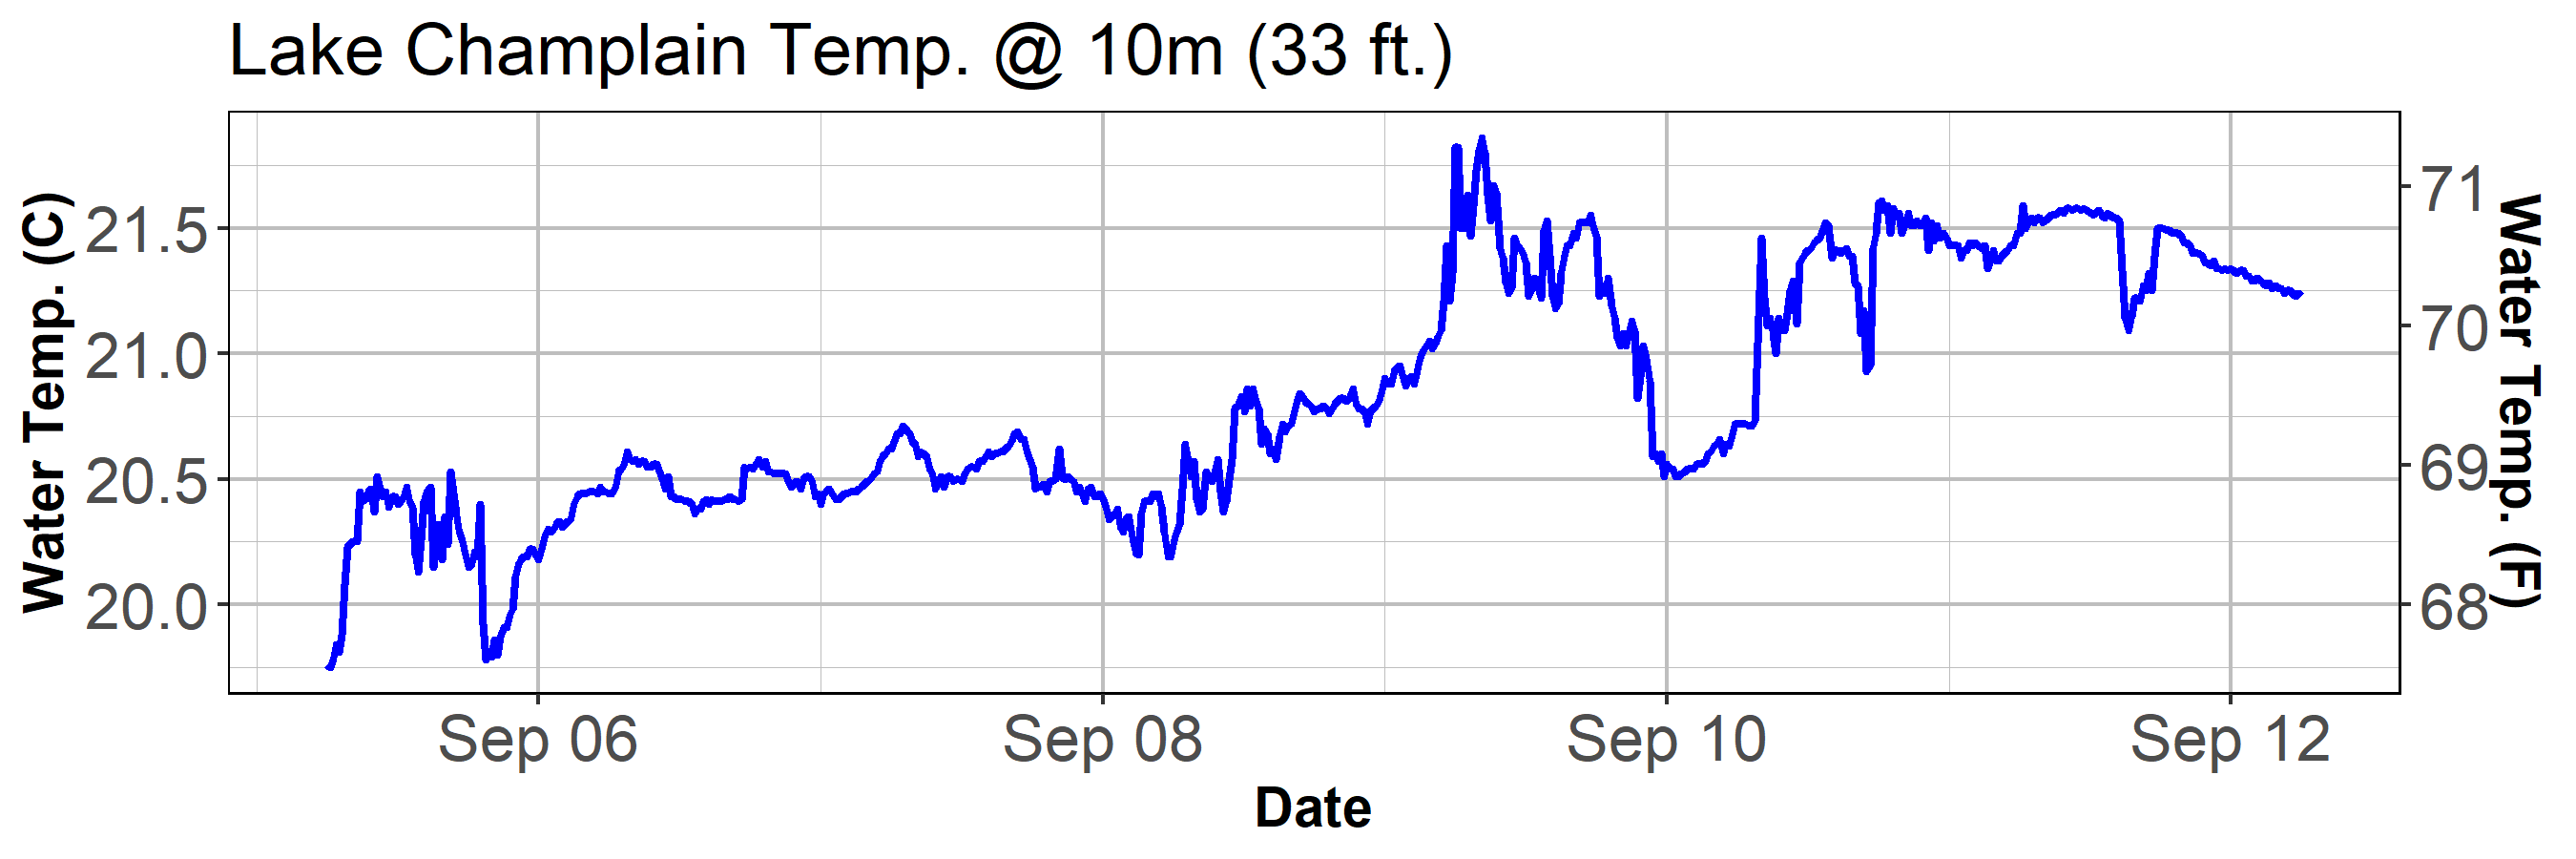 Lake Champlain Temp. @ 10m (33 ft.)
Water Temp. (C)
21.5
21.0
20.5
20.0
71
70
69
68
Water Temp. (F)
Sep 06
Sep 08
Sep 10
Sep 12
Date